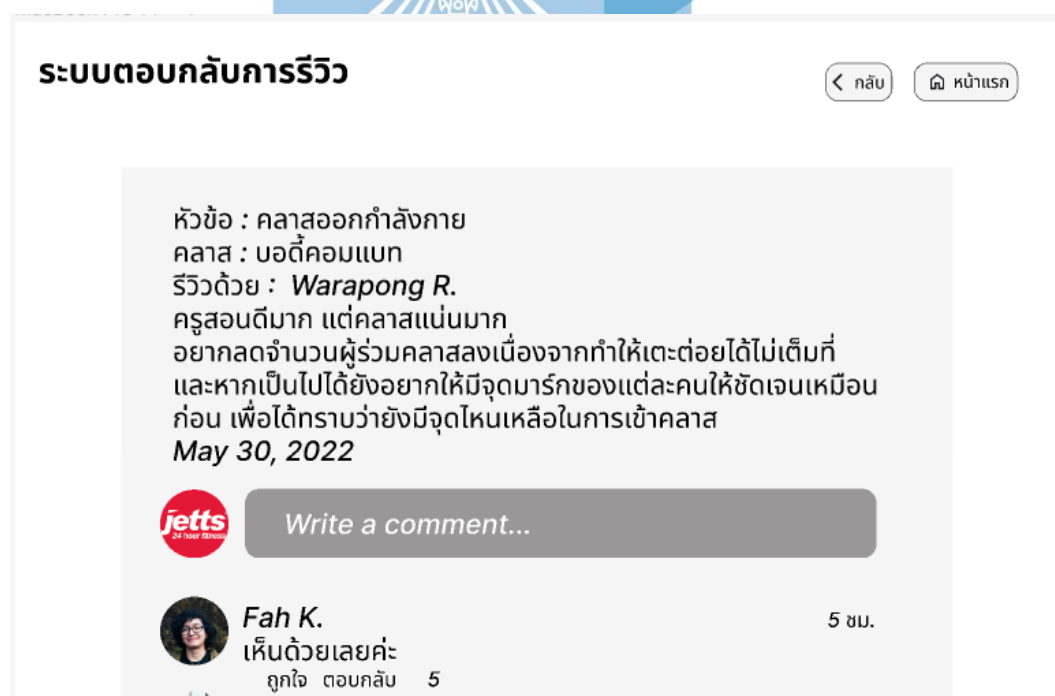 WOW
ระบบตอบกลับการรีวิว
กลับ
หน้าแรก
หัวข้อ : คลาสออกกำลังกาย
คลาส : บอดี้คอมแบท
รีวิวด้วย : Warapong R.
ครูสอนดีมาก แต่คลาสแน่นมาก
อยากลดจำนวนผู้ร่วมคลาสลงเนื่องจากทำให้เตะต่อยได้ไม่เต็มที่
และหากเป็นไปได้ยังอยากให้มีจุดมาร์กของแต่ละคนให้ชัดเจนเหมือน
ก่อน เพื่อได้ทราบว่ายังมีจุดไหนเหลือในการเข้าคลาส
May 30, 2022
jetts
24 hour fitness
Write a comment...
Fah K.
5 ชม.
เห็นด้วยเลยค่ะ
ถูกใจ ตอบกลับ 5